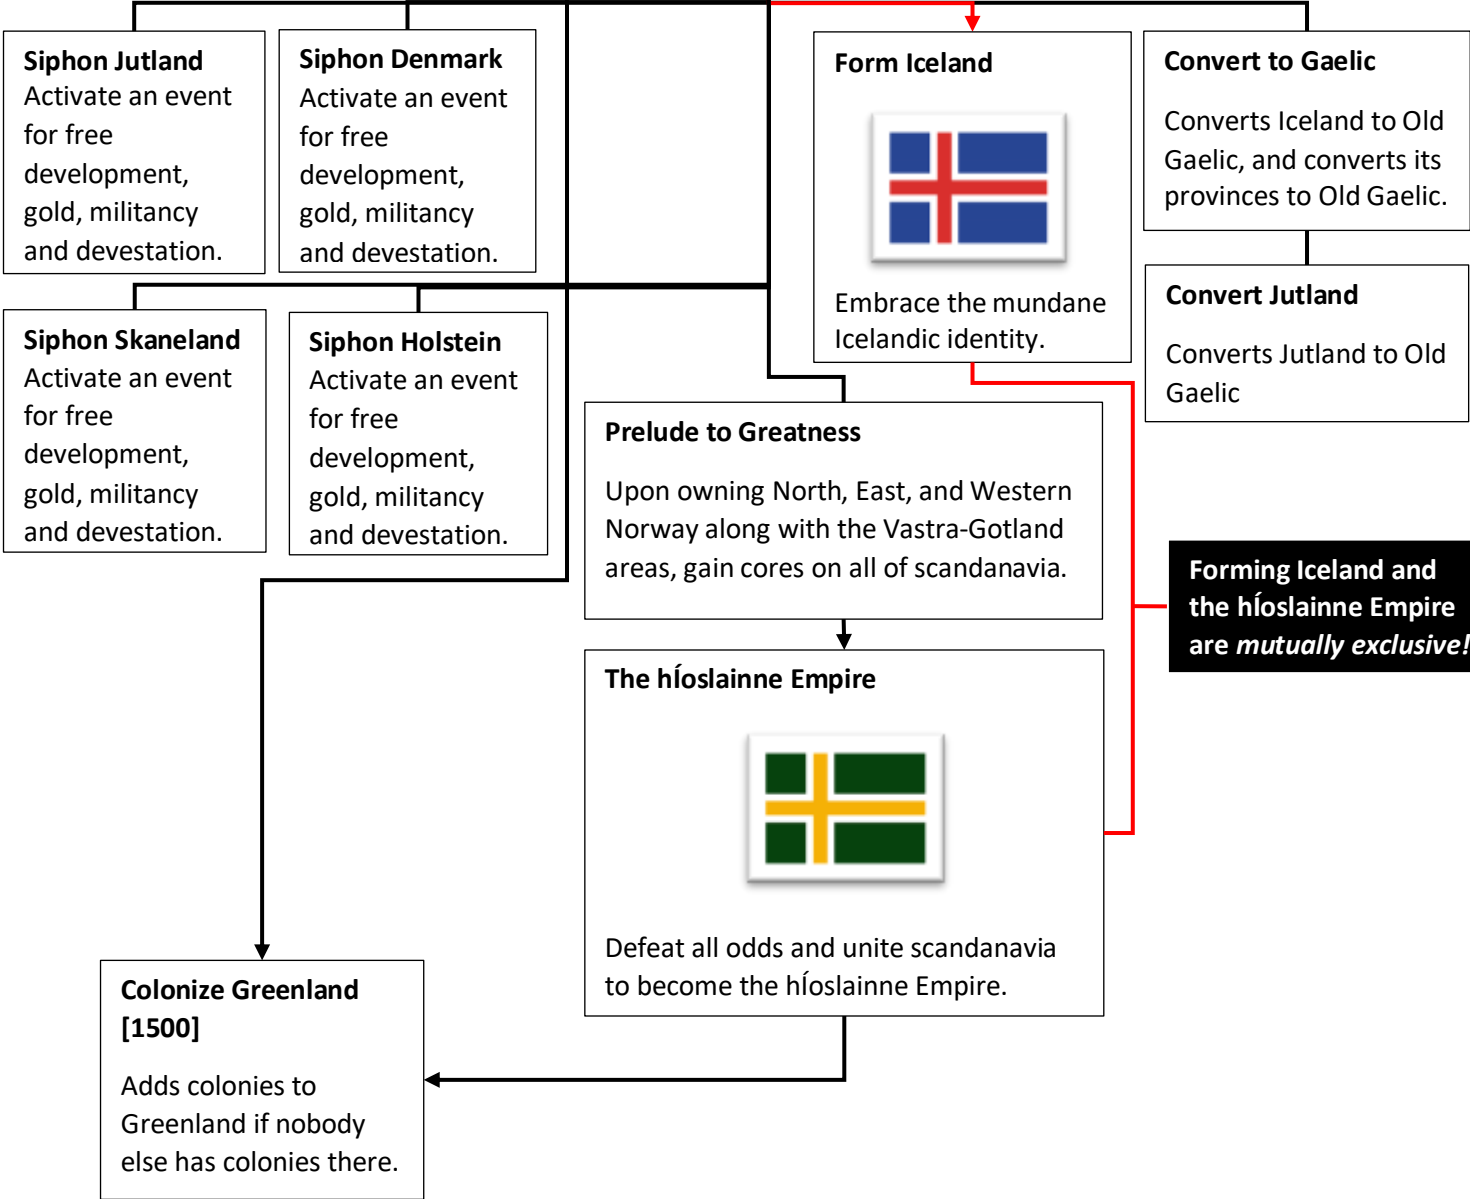 Siphon Jutland
Activate an event
for free
development,
gold, militancy
and devestation.
Siphon Denmark
Activate an event
for free
development,
gold, militancy
and devestation.
Form Iceland
Embrace the mundane
Icelandic identity.
Convert to Gaelic
Converts Iceland to Old
Gaelic, and converts its
provinces to Old Gaelic.
Siphon Skaneland
Activate an event
for free
development,
gold, militancy
and devestation.
Siphon Holstein
Activate an event
for free
development,
gold, militancy
and devestation.
Convert Jutland
Converts Jutland to Old
Gaelic
Prelude to Greatness
Upon owning North, East, and Western
Norway along with the Vastra-Gotland
areas, gain cores on all of scandanavia.
Forming Iceland and
the hÍoslainne Empire
are mutually exclusive!
The hÍoslainne Empire
Defeat all odds and unite scandanavia
to become the hÍoslainne Empire.
Colonize Greenland
[1500]
Adds colonies to
Greenland if nobody
else has colonies there.